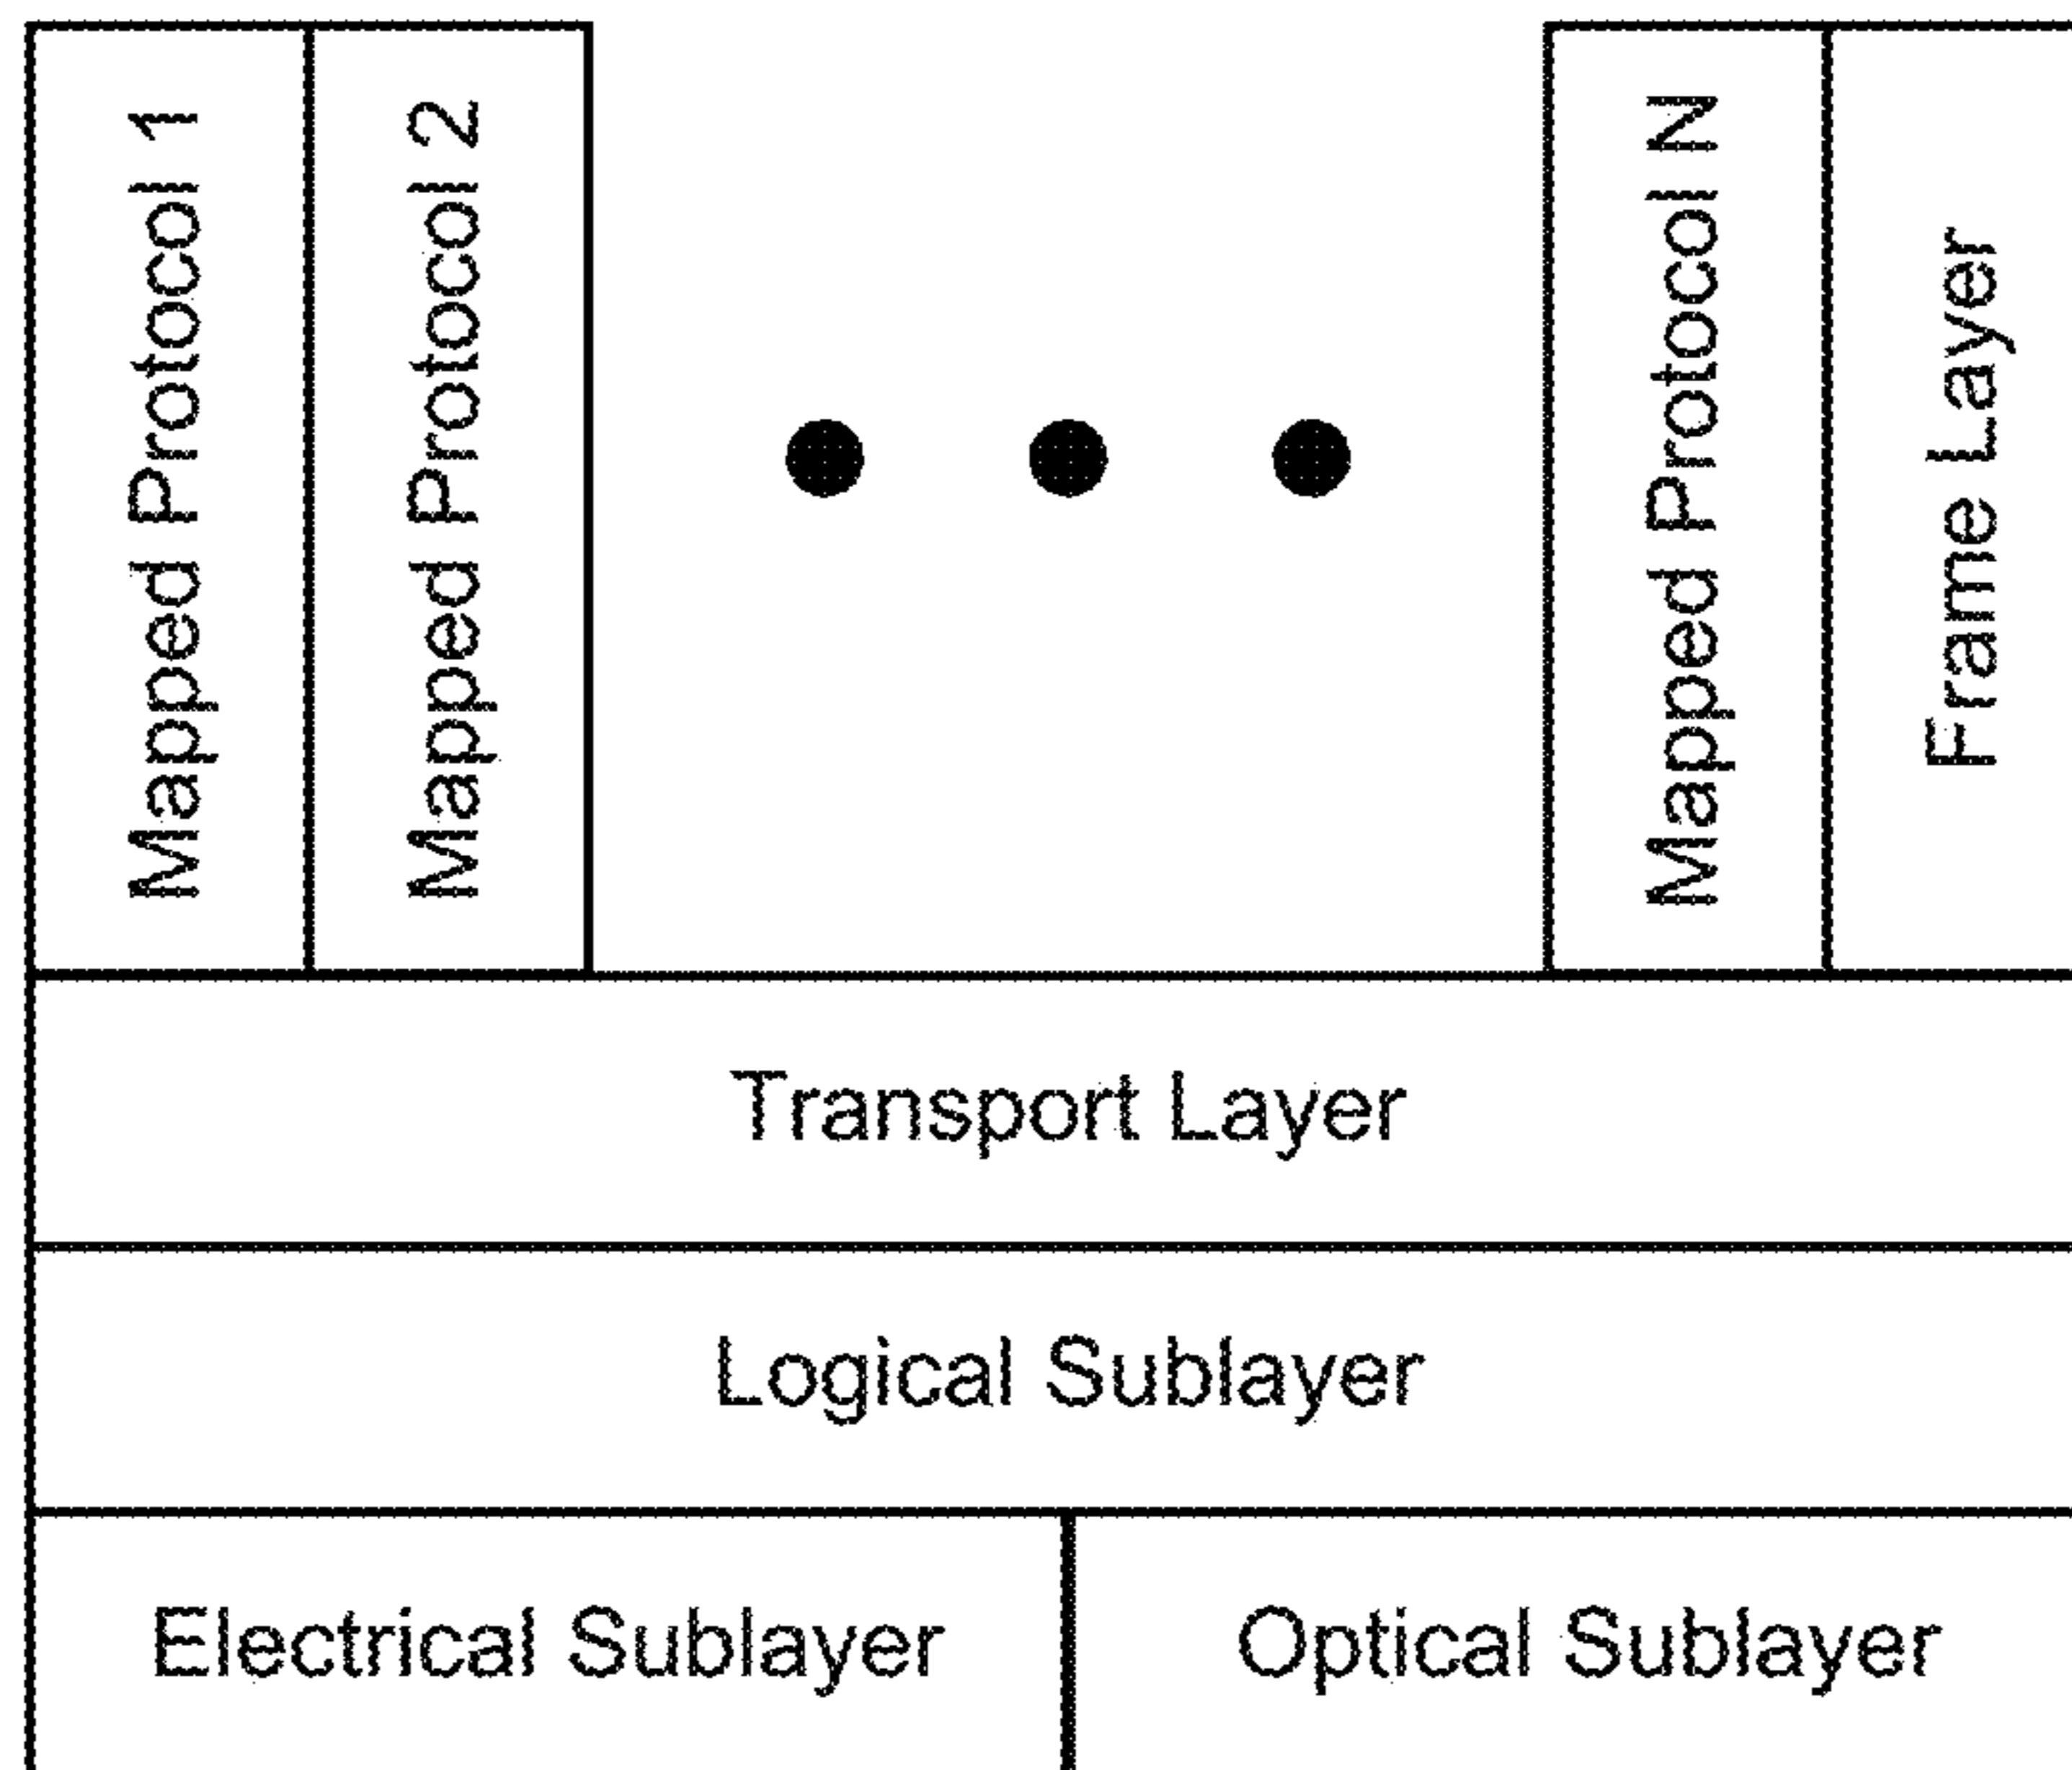 Mapped Protocol 1
Mapped Protocol 2
Mapped Protocol N
Frame Layer
Transport Layer
Logical Sublayer
Electrical Sublayer
Optical Sublayer